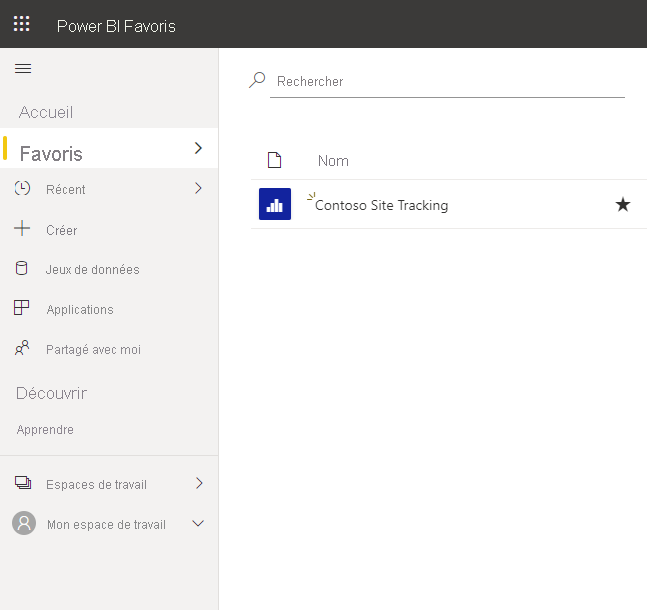 Power BI Favoris
Accueil
Favoris
Récent
Créer
Jeux de données
Applications
Partagé avec moi
Découvrir
Apprendre
Espaces de travail
Mon espace de travail
Rechercher
Nom
Contoso Site Tracking